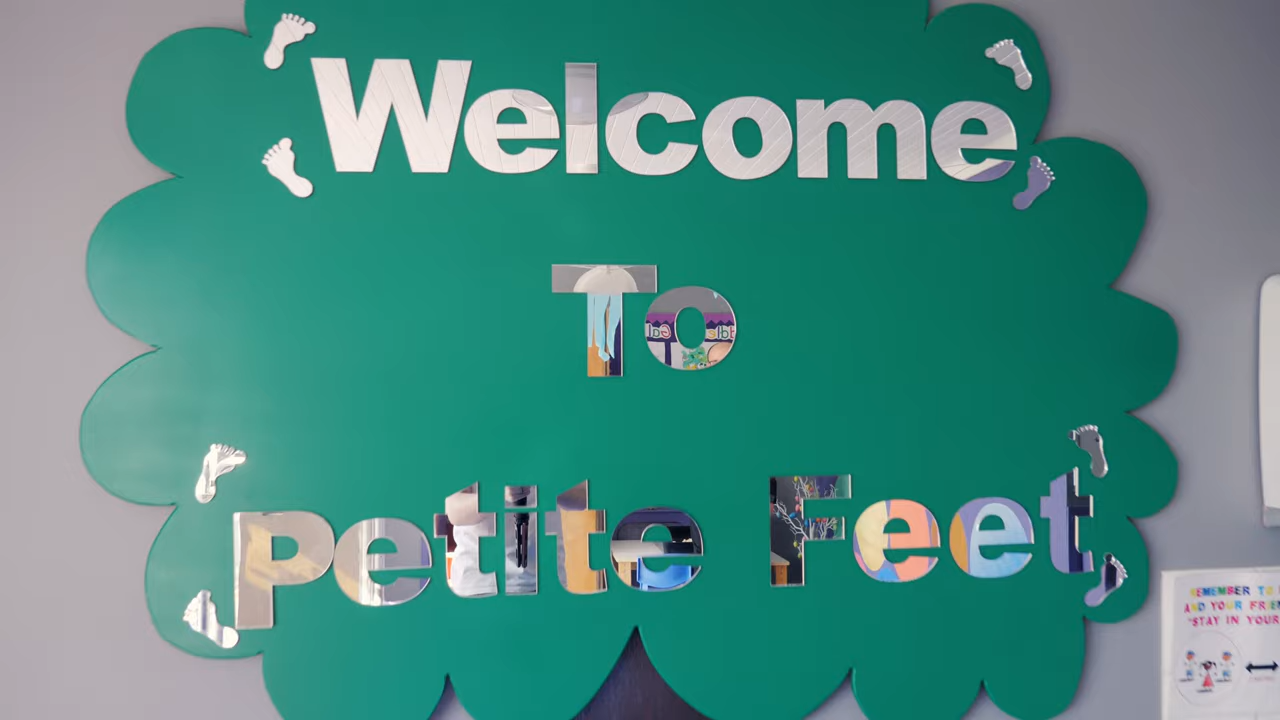 Welcome
To
Petite Feet
REMEMBER TO
AND YOUR
"STAY IN YOUR